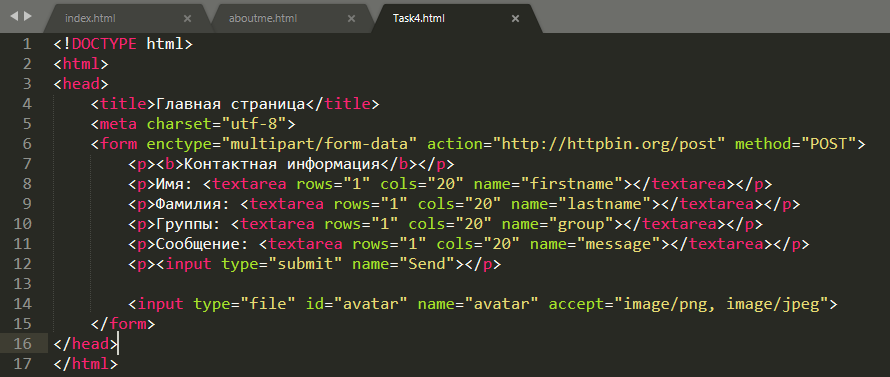 index.html × aboutme.html × Task4.html ×
1 <!DOCTYPE html>
2 <html>
3 <head>
4 <title>Главная страница</title>
5 <meta charset="utf-8">
6 <form enctype="multipart/form-data" action="http://httpbin.org/post" method="POST">
7 <p><b>Контактная информация</b></p>
8 <p>Имя: <textarea rows="1" cols="20" name="firstname"></textarea></p>
9 <p>Фамилия: <textarea rows="1" cols="20" name="lastname"></textarea></p>
10 <p>Группы: <textarea rows="1" cols="20" name="group"></textarea></p>
11 <p>Сообщение: <textarea rows="1" cols="20" name="message"></textarea></p>
12 <p><input type="submit" name="Send"></p>
13
14 <input type="file" id="avatar" name="avatar" accept="image/png, image/jpeg">
15 </form>
16 </head>
17 </html>